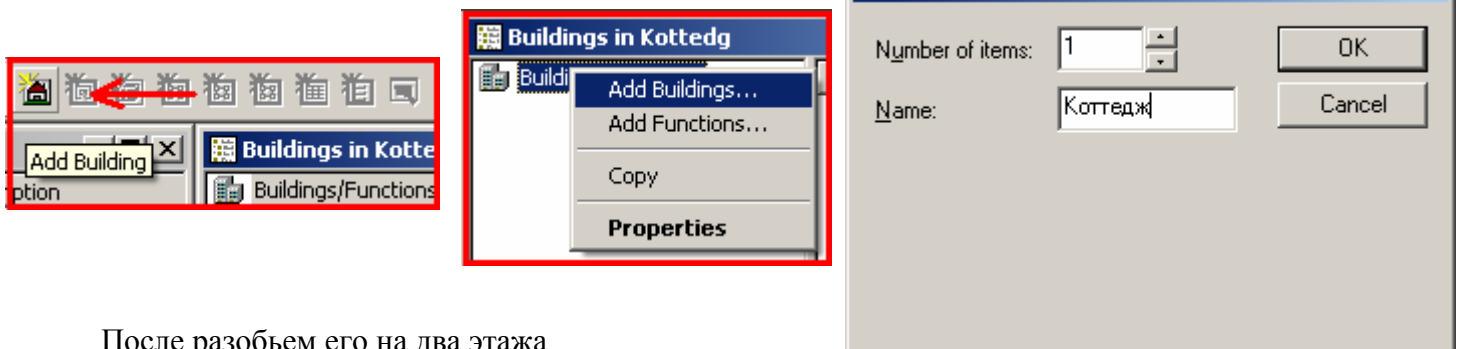 Add Building
ption
Buildings in Kotte
Buildings/Functions
Buildings in Kottedg
Buildi
Add Buildings...
Add Functions...
Copy
Properties
Number of items:
1
OK
Name:
Коттедж
Cancel
После разобьем его на два этажа